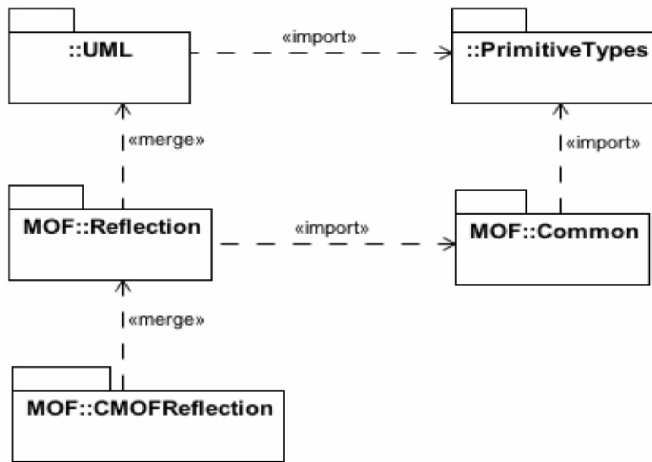 «import»
::UML
::PrimitiveTypes
«merge»
«import»
MOF::Reflection
«import»
MOF::Common
«merge»
MOF::CMOFReflection